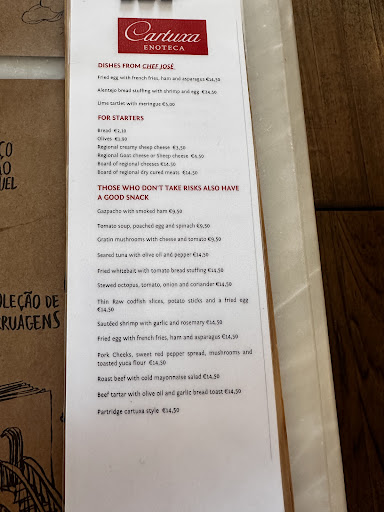 Cartuxa
ENOTECA
DISHES FROM CHEF JOSÉ
Fried egg with french fries, ham and asparagus €14,50
Alentejo bread stuffing with shrimp and egg €14,50
Lime tartlet with meringue €5,00
FOR STARTERS
Bread €2,10
Olives
Regional creamy sheep cheese €5,50
Regional Goat cheese or Sheep cheese €6,50
Board of regional cheeses €14,50
Board of regional dry cured meats €14,50
THOSE WHO DON'T TAKE RISKS ALSO HAVE
A GOOD SNACK
Gazpacho with smoked ham €9,50
Tomato soup, poached egg and spinach €9,50
Gratin mushrooms with cheese and tomato €9,50
Seared tuna with olive oil and pepper €14,50
Fried whitebait with tomato bread stuffing €14,50
Stewed octopus, tomato, onion and coriander €14,50
Thin Raw codfish slices, potato sticks and a fried egg
€14,50
Sautéed shrimp with garlic and rosemary €14,50
Fried egg with french fries, ham and asparagus €14,50
Pork Cheeks, sweet red pepper spread, mushrooms and
toasted yuca flour €14,50
Roast beef with cold mayonnaise salad €14,50
Beef tartar with olive oil and garlic bread toast €14,50
Partridge cartuxa style €14,50
ÇO
ÃO
UEL
OLEÇÃO DE
RRUAGENS